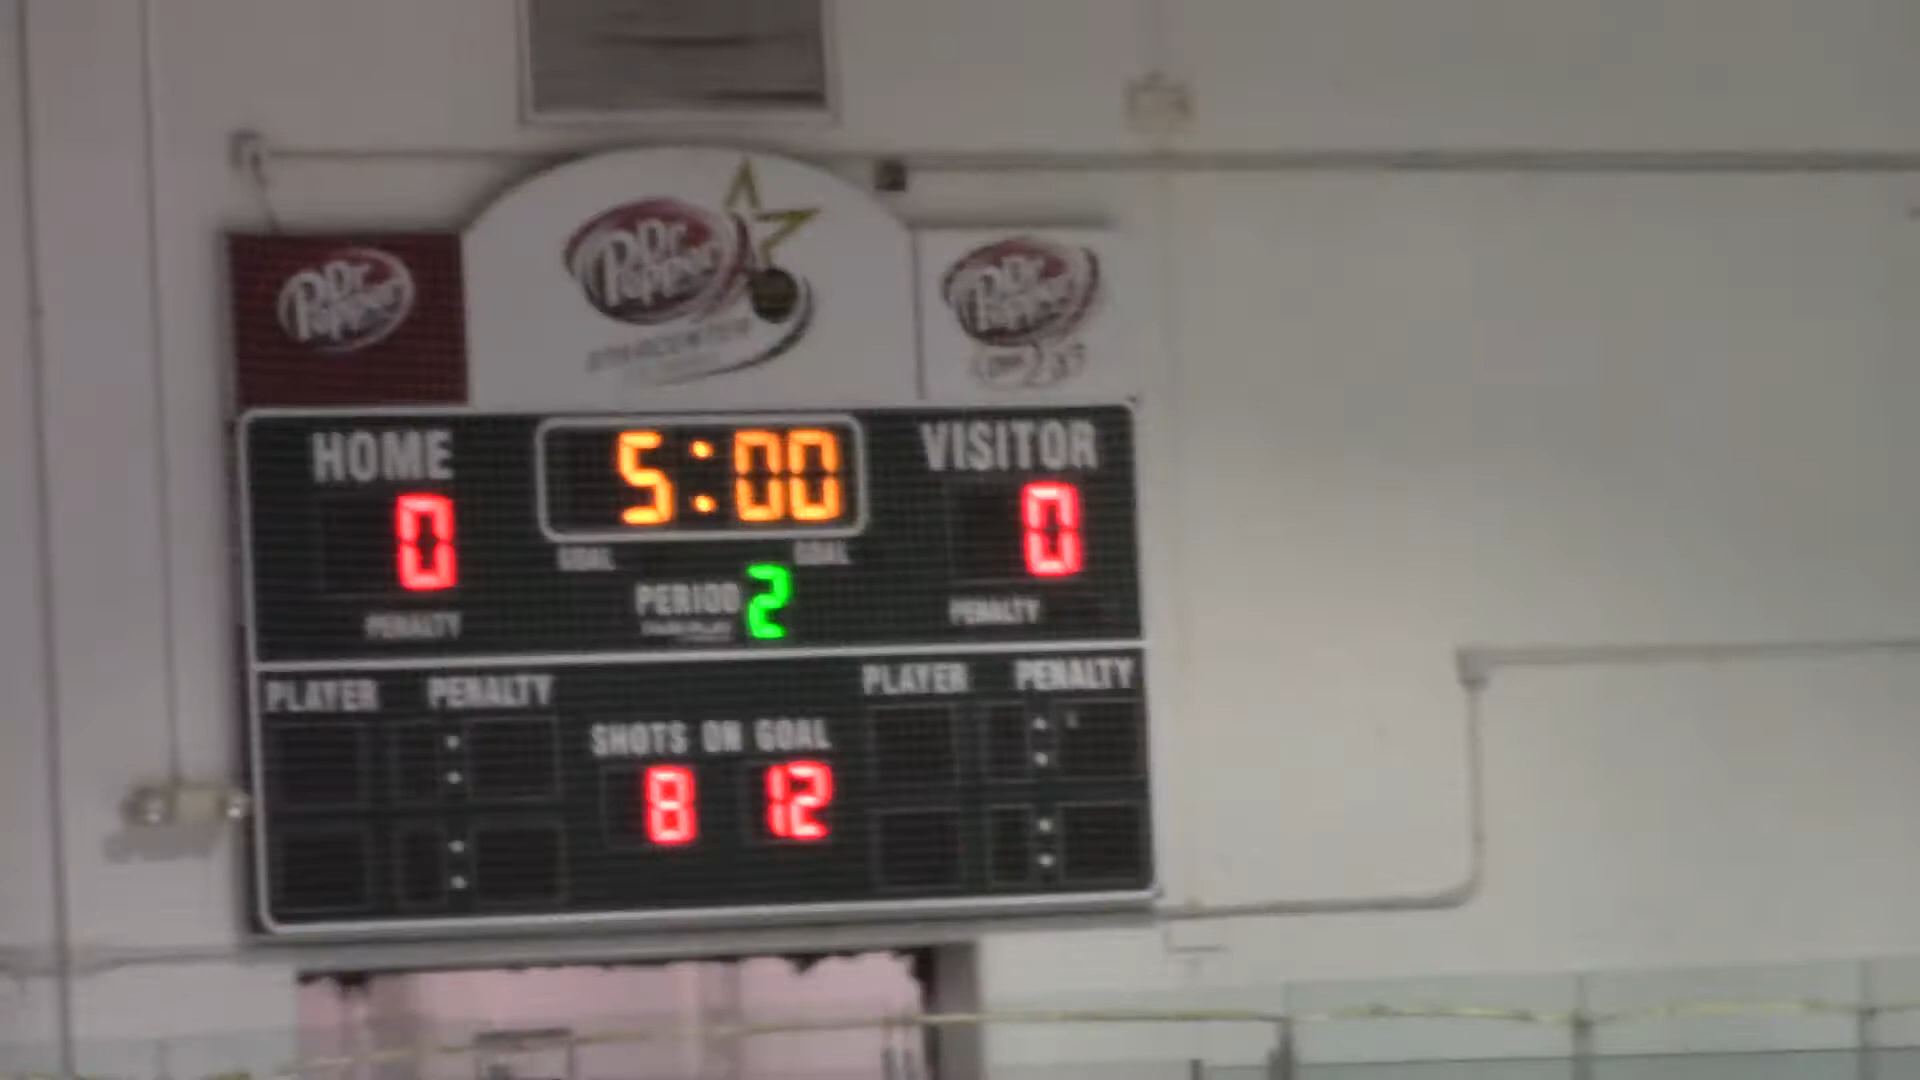 Dr Pepper
Dr Pepper
STARCENTER
Dr Pepper
HOME
5:00
VISITOR
0
0
GOAL
GOAL
PERIOD 2
PENALTY
PENALTY
PLAYER PENALTY
PLAYER PENALTY
SHOTS ON GOAL
8 12